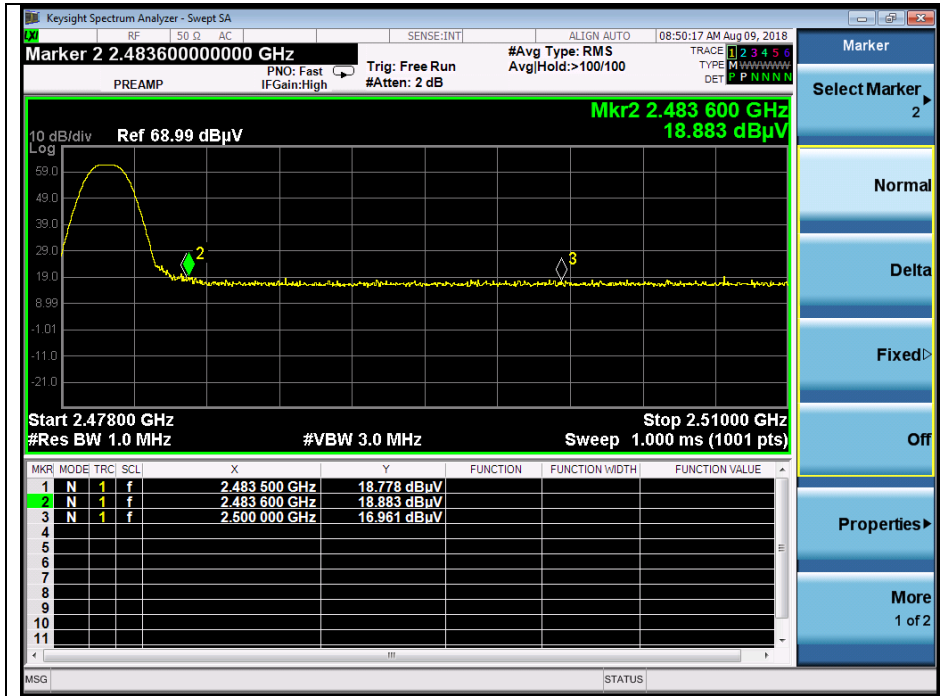 Keysight Spectrum Analyzer - Swept SA
LXI RF 50 Ω AC SENSE:INT ALIGN AUTO 08:50:17 AM Aug 09, 2018
Marker 2 2.483600000000 GHz
PREAMP
PNO: Fast
IFGain:High
Trig: Free Run
#Atten: 2 dB
#Avg Type: RMS
Avg|Hold:>100/100
TRACE 1 2 3 4 5 6
TYPE M W W W W W
DET P P N N N N
Mkr2 2.483 600 GHz
18.883 dBµV
10 dB/div Ref 68.99 dBµV
Log
59.0
49.0
39.0
29.0
19.0
8.99
-1.01
-11.0
-21.0
2
3
Start 2.47800 GHz Stop 2.51000 GHz
#Res BW 1.0 MHz #VBW 3.0 MHz Sweep 1.000 ms (1001 pts)
MKR MODE TRC SCL X Y FUNCTION FUNCTION WIDTH FUNCTION VALUE
1 N 1 f 2.483 500 GHz 18.778 dBµV
2 N 1 f 2.483 600 GHz 18.883 dBµV
3 N 1 f 2.500 000 GHz 16.961 dBµV
4
5
6
7
8
9
10
11
MSG STATUS
Marker
Select Marker
2
Normal
Delta
Fixed
Off
Properties
More
1 of 2